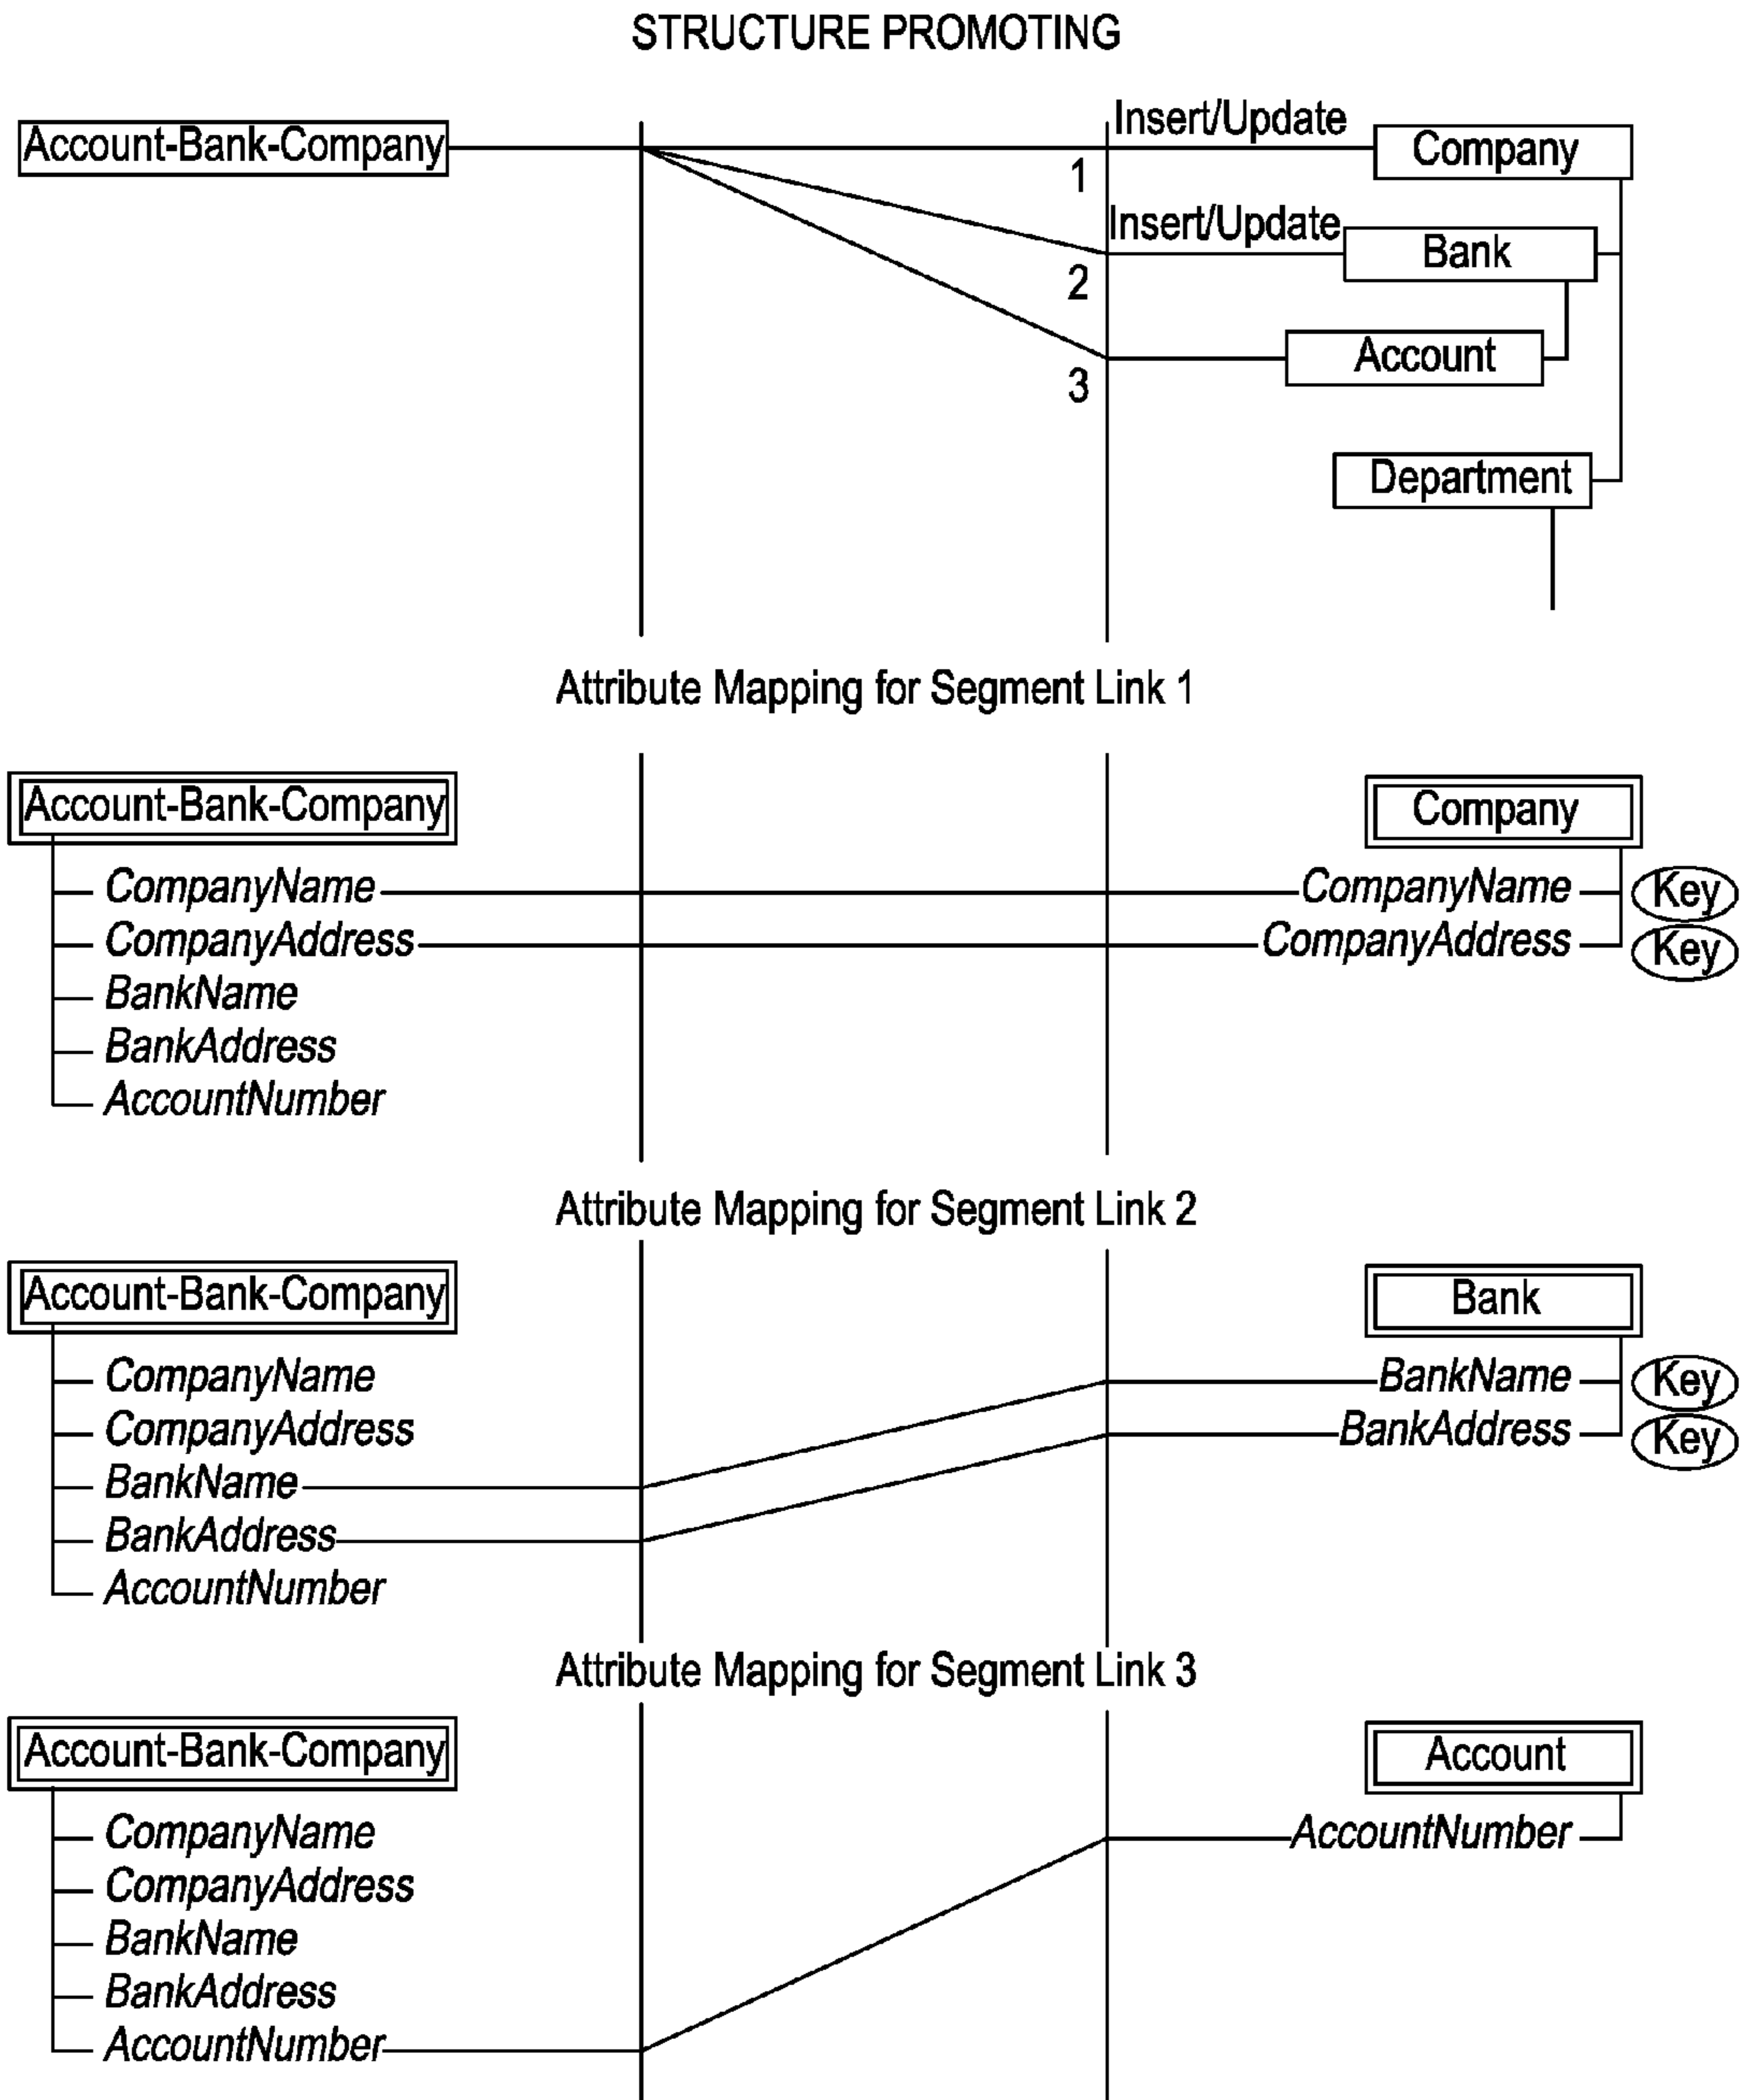 STRUCTURE PROMOTING
Account-Bank-Company
Insert/Update
Company
1
Insert/Update
Bank
2
Account
3
Department
Attribute Mapping for Segment Link 1
Account-Bank-Company
Company
CompanyName
CompanyName
Key
CompanyAddress
CompanyAddress
Key
BankName
BankAddress
AccountNumber
Attribute Mapping for Segment Link 2
Account-Bank-Company
Bank
CompanyName
BankName
Key
CompanyAddress
BankAddress
Key
BankName
BankAddress
AccountNumber
Attribute Mapping for Segment Link 3
Account-Bank-Company
Account
CompanyName
AccountNumber
CompanyAddress
BankName
BankAddress
AccountNumber